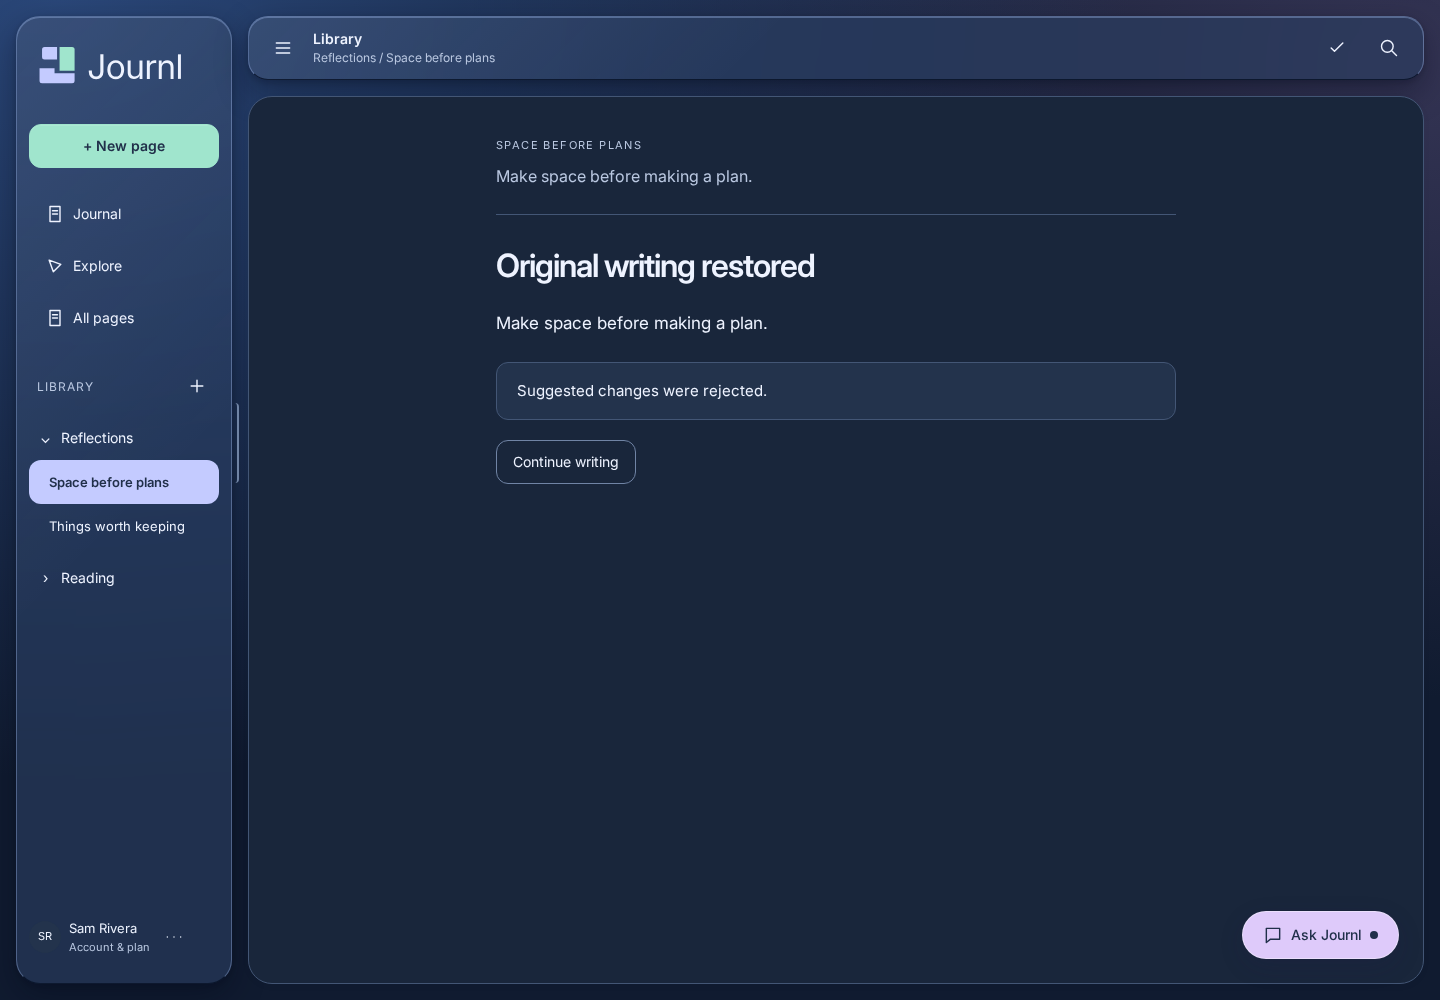 Journl
+ New page
Journal
Explore
All pages
LIBRARY
Reflections
Space before plans
Things worth keeping
Reading
SR
Sam Rivera
Account & plan
...
Library
Reflections / Space before plans
SPACE BEFORE PLANS
Make space before making a plan.
Original writing restored
Make space before making a plan.
Suggested changes were rejected.
Continue writing
Ask Journl